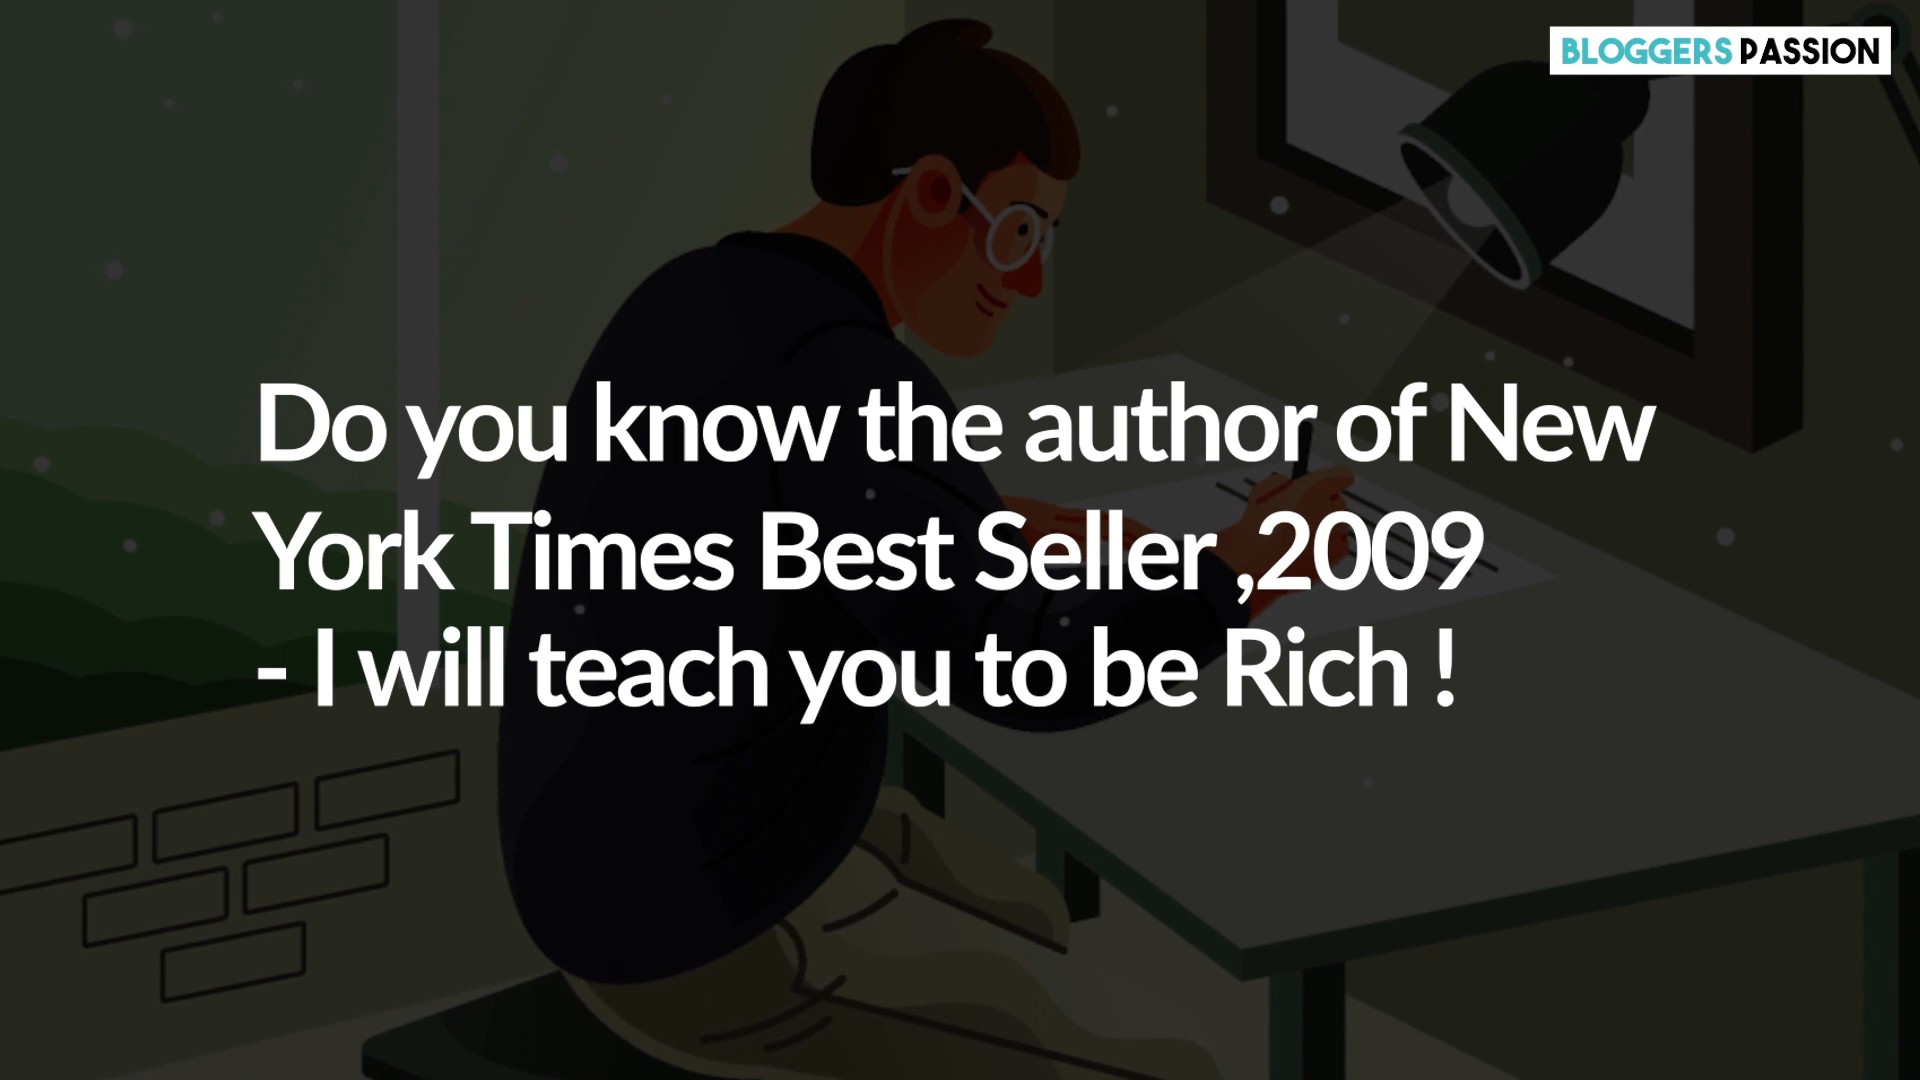 BLOGGERS PASSION
Do you know the author of New
York Times Best Seller ,2009
- I will teach you to be Rich !